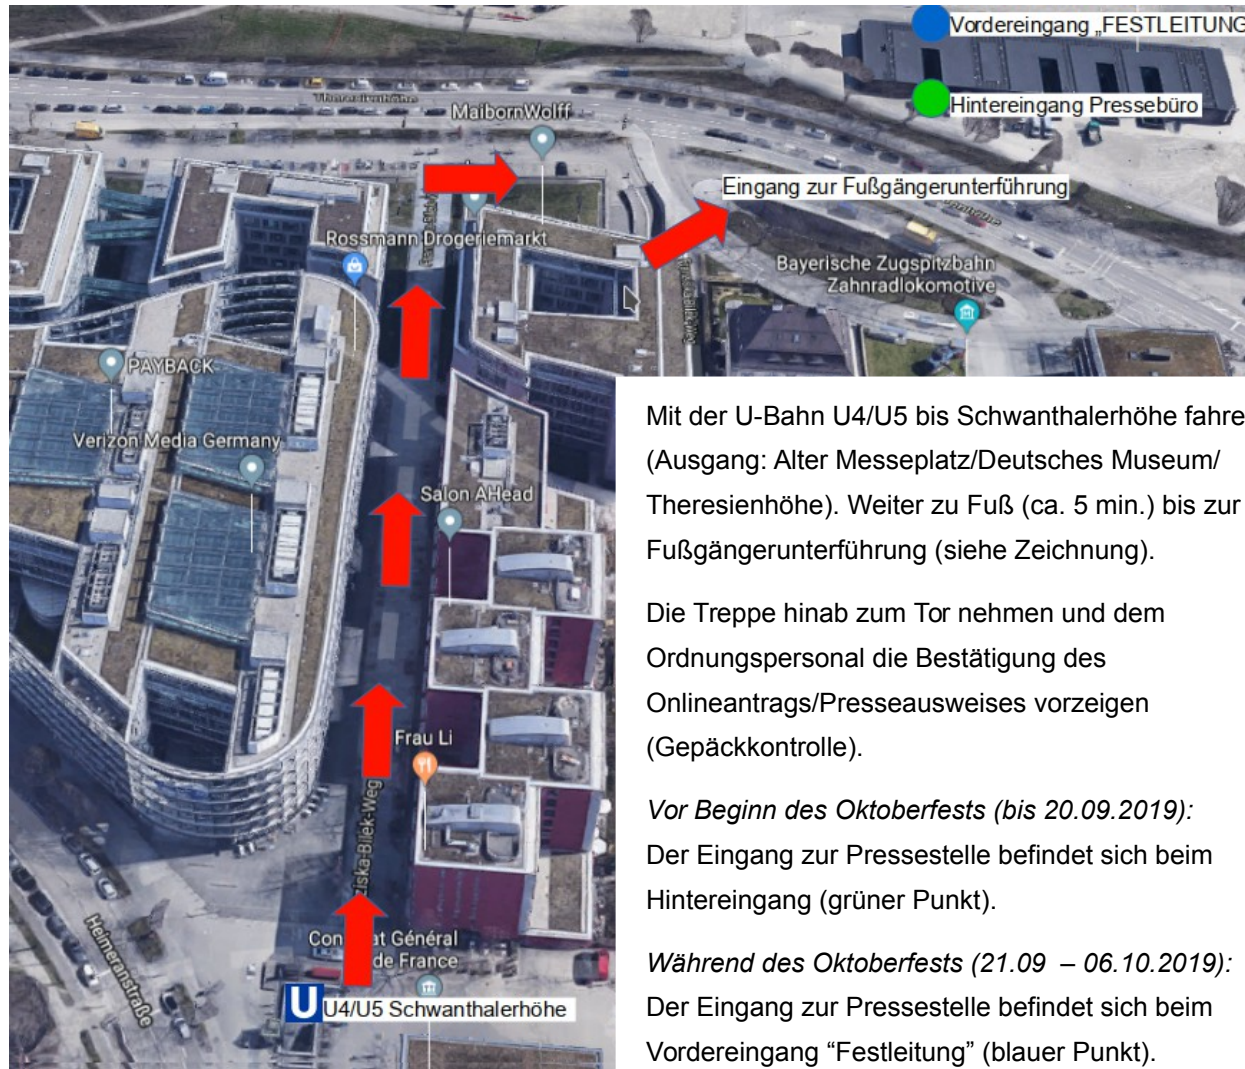 Vordereingang „FESTLEITUNG
Hintereingang Pressebüro
Theresienhöhe
MaibornWolff
Eingang zur Fußgängerunterführung
Rossmann Drogeriemarkt
Bayerische Zugspitzbahn
Zahnradlokomotive
PAYBACK
Verizon Media Germany
Salon AHead
Frau Li
ziska-Bilek-Weg
Heimeranstraße
Con at Général
de France
U
U4/U5 Schwanthalerhöhe
Mit der U-Bahn U4/U5 bis Schwanthalerhöhe fahre
(Ausgang: Alter Messeplatz/Deutsches Museum/
Theresienhöhe). Weiter zu Fuß (ca. 5 min.) bis zur
Fußgängerunterführung (siehe Zeichnung).
Die Treppe hinab zum Tor nehmen und dem
Ordnungspersonal die Bestätigung des
Onlineantrags/Presseausweises vorzeigen
(Gepäckkontrolle).
Vor Beginn des Oktoberfests (bis 20.09.2019):
Der Eingang zur Pressestelle befindet sich beim
Hintereingang (grüner Punkt).
Während des Oktoberfests (21.09 – 06.10.2019):
Der Eingang zur Pressestelle befindet sich beim
Vordereingang “Festleitung” (blauer Punkt).